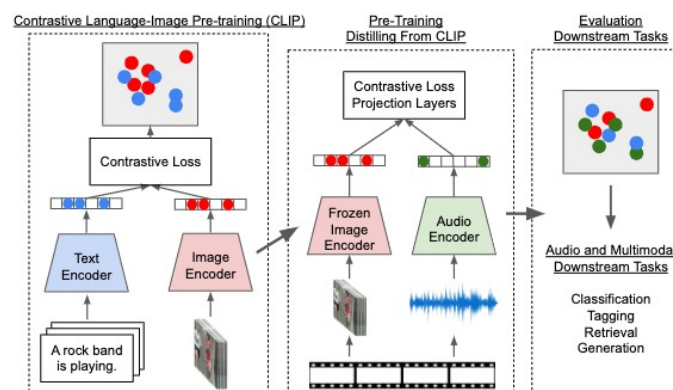 Contrastive Language-Image Pre-training (CLIP)
Contrastive Loss
Text
Encoder
Image
Encoder
A rock band
is playing.
Pre-Training
Distilling From CLIP
Contrastive Loss
Projection Layers
Frozen
Image
Encoder
Audio
Encoder
Evaluation
Downstream Tasks
Audio and Multimoda
Downstream Tasks
Classification
Tagging
Retrieval
Generation